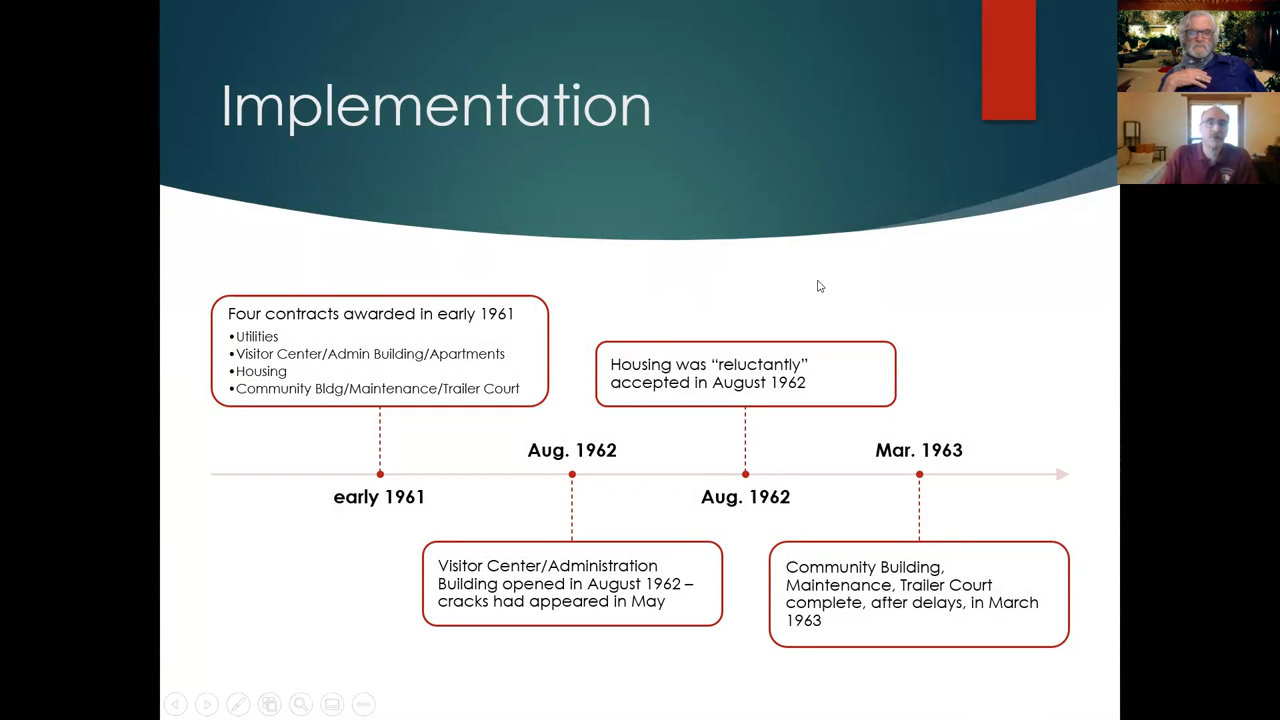 Implementation
Four contracts awarded in early 1961
•Utilities
•Visitor Center/Admin Building/Apartments
•Housing
•Community Bldg/Maintenance/Trailer Court
Housing was “reluctantly”
accepted in August 1962
Aug. 1962
Mar. 1963
early 1961
Aug. 1962
Visitor Center/Administration
Building opened in August 1962 –
cracks had appeared in May
Community Building,
Maintenance, Trailer Court
complete, after delays, in March
1963